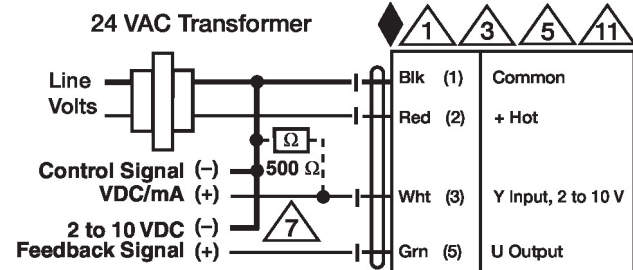 24 VAC Transformer
1 3 5 11
Line Volts
Blk (1) Common
Red (2) + Hot
Ω
500 Ω
Control Signal (–)
VDC/mA (+)
Wht (3) Y Input, 2 to 10 V
7
2 to 10 VDC (–)
Feedback Signal (+)
Grn (5) U Output